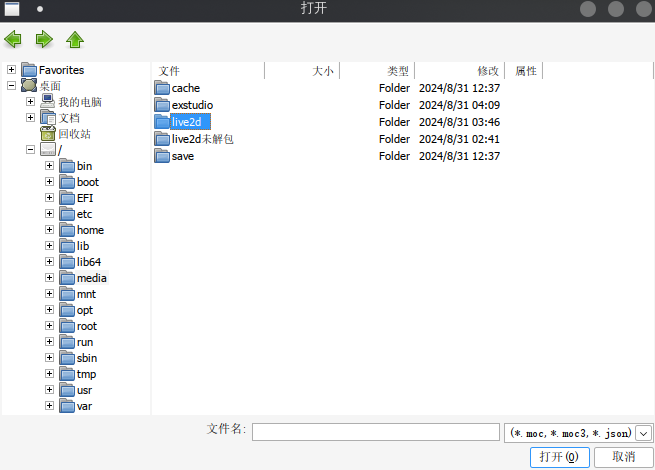 打开
Favorites
桌面
我的电脑
文档
回收站
/
bin
boot
EFI
etc
home
lib
lib64
media
mnt
opt
root
run
sbin
tmp
usr
var
文件 大小 类型 修改 属性
cache Folder 2024/8/31 12:37
exstudio Folder 2024/8/31 04:09
live2d Folder 2024/8/31 03:46
live2d未解包 Folder 2024/8/31 02:41
save Folder 2024/8/31 12:37
文件名: (*.moc,*.moc3,*.json)
打开(O) 取消